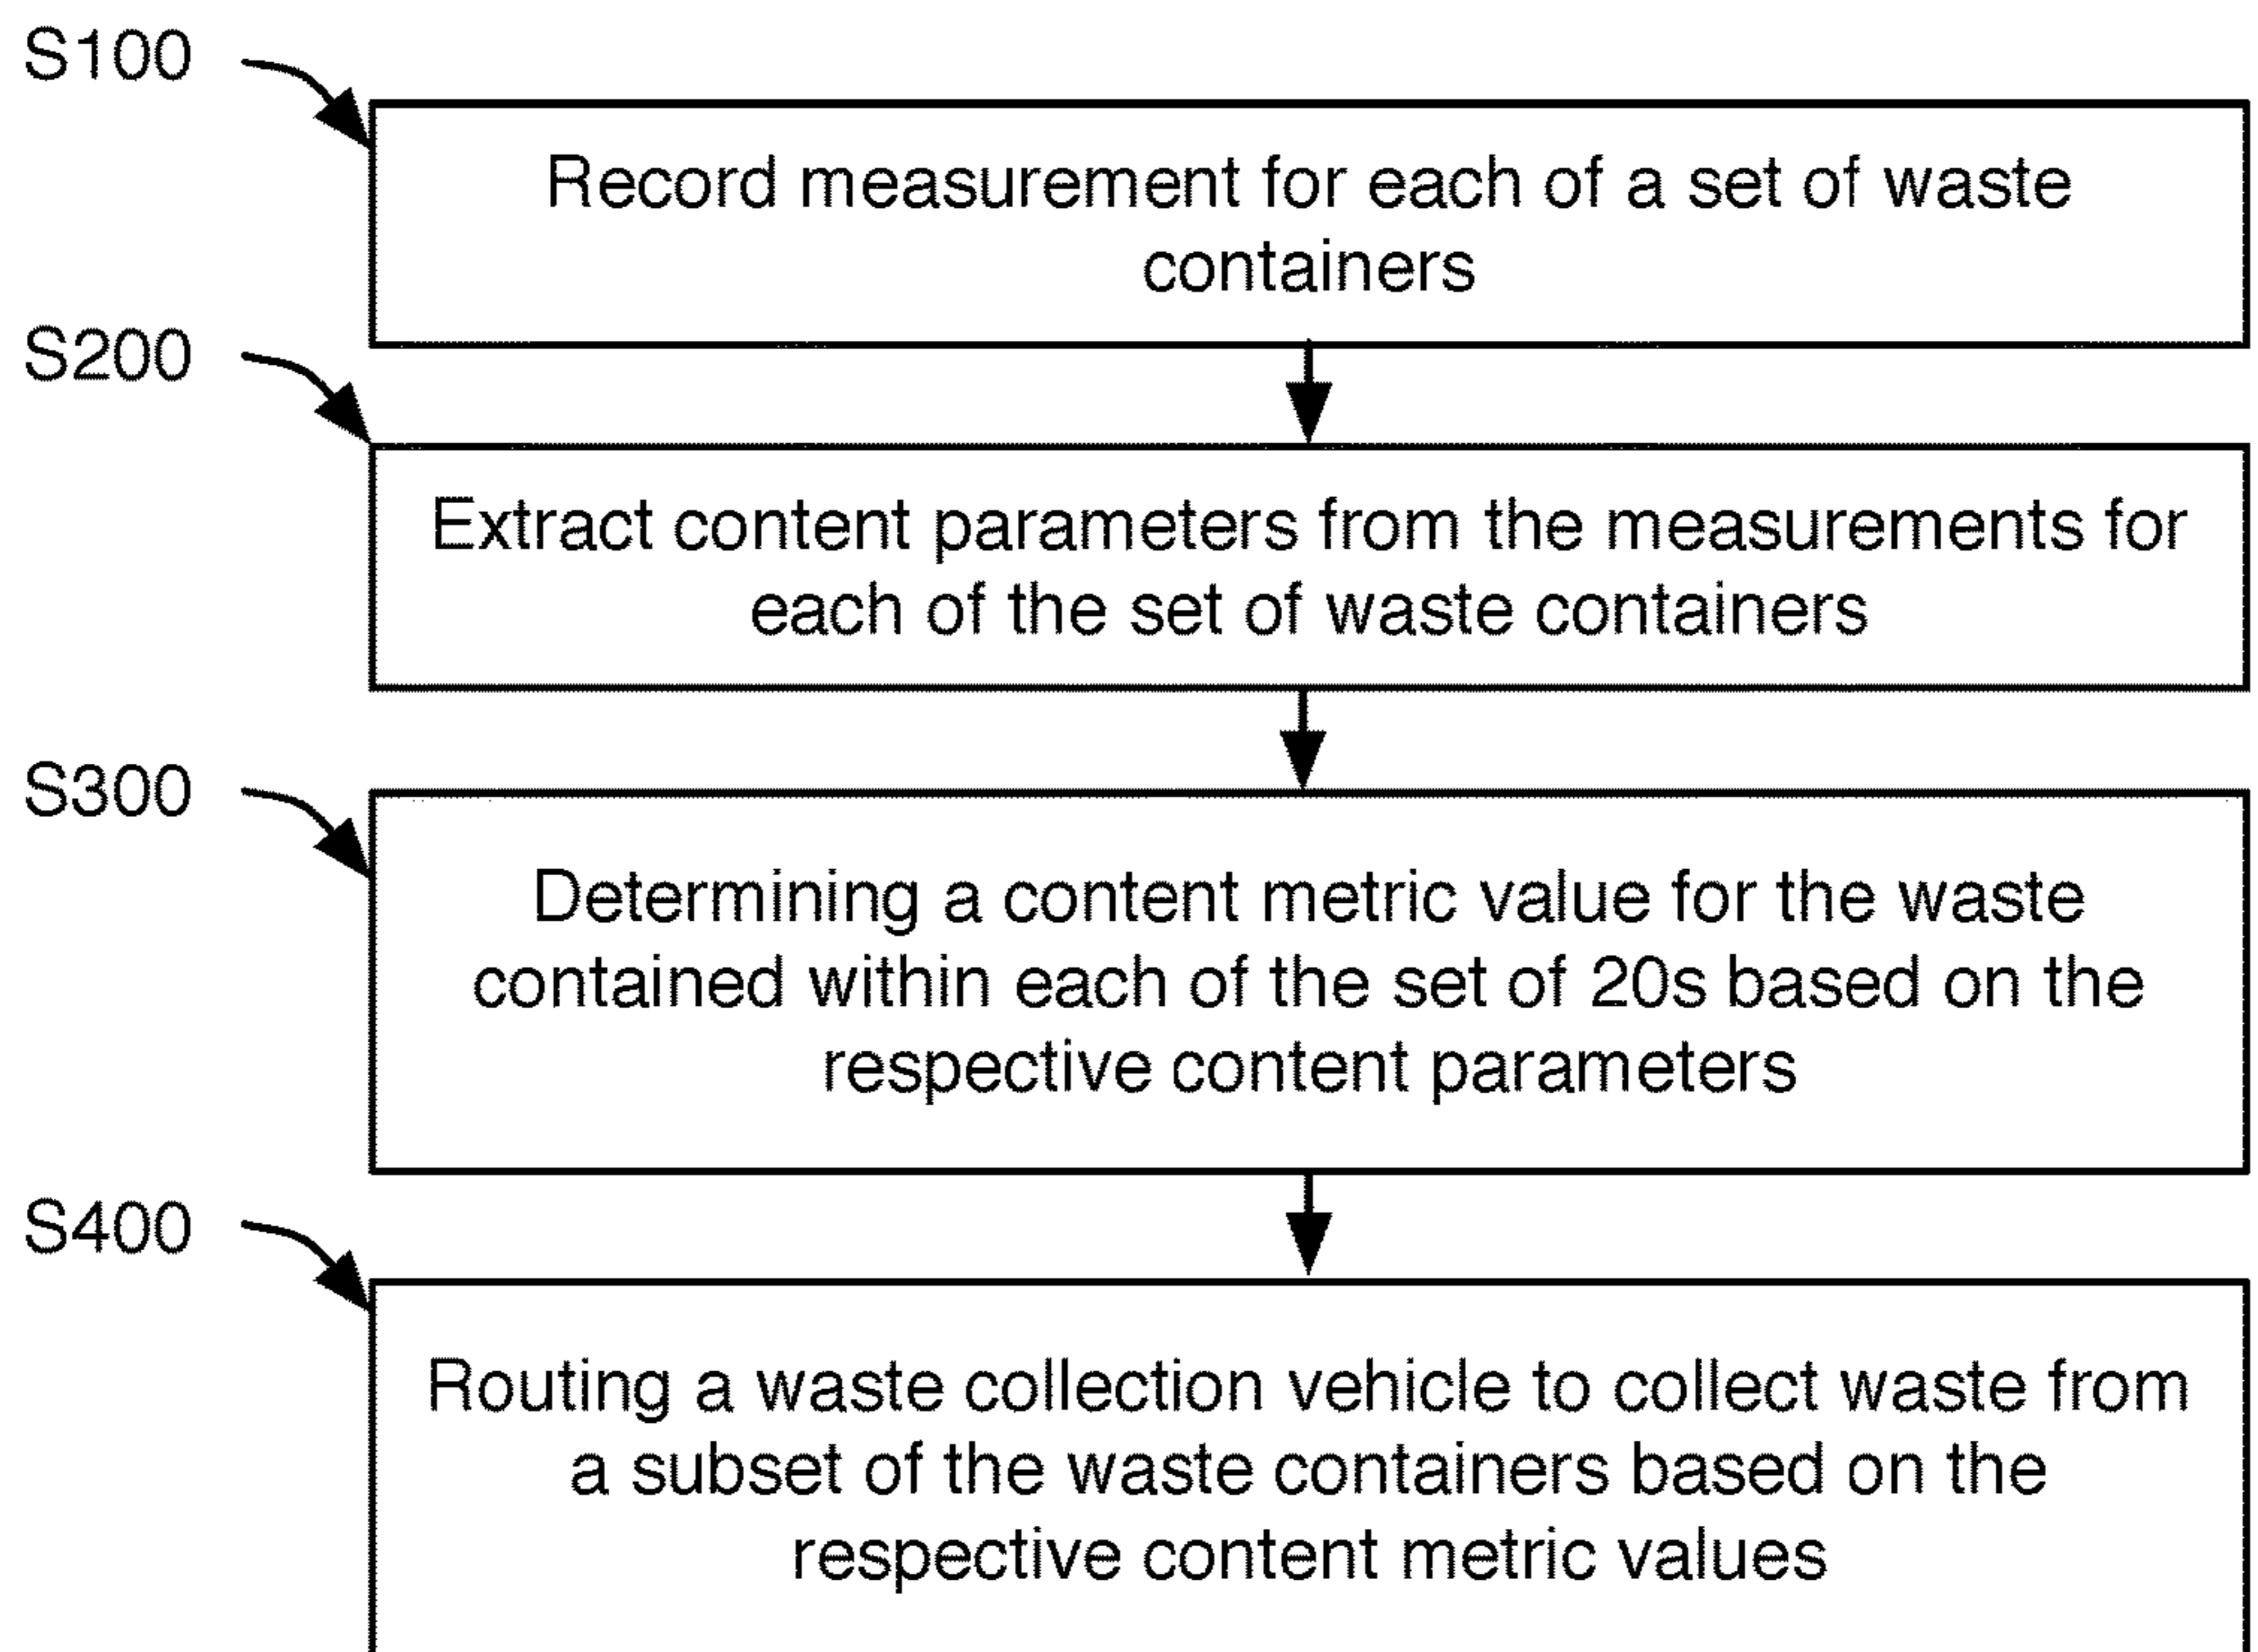 S100
Record measurement for each of a set of waste
containers
S200
Extract content parameters from the measurements for
each of the set of waste containers
S300
Determining a content metric value for the waste
contained within each of the set of 20s based on the
respective content parameters
S400
Routing a waste collection vehicle to collect waste from
a subset of the waste containers based on the
respective content metric values